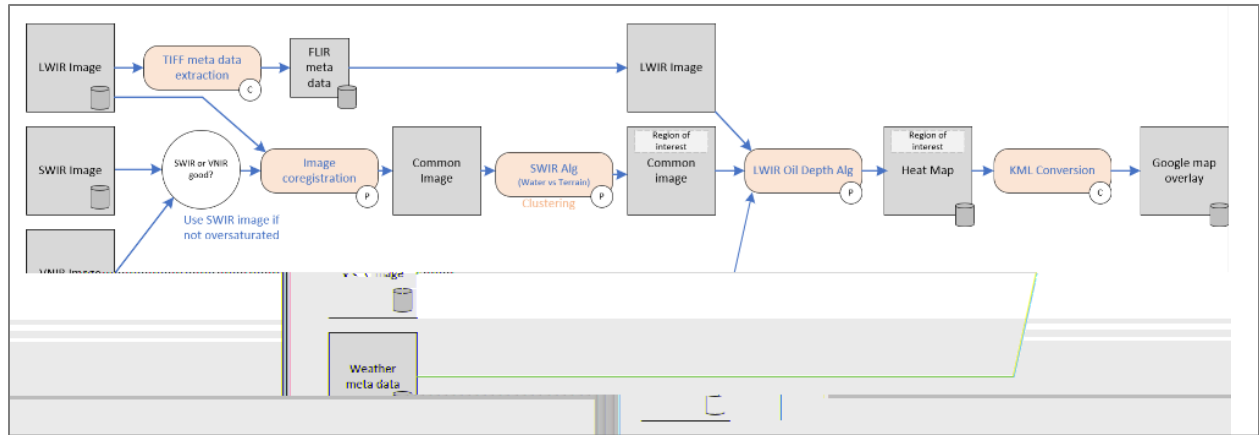 LWIR Image
TIFF meta data
extraction
C
FLIR
meta
data
LWIR Image
SWIR Image
SWIR or VNIR
good?
Use SWIR image if
not oversaturated
Image
coregistration
P
Common
Image
SWIR Alg
(Water vs Terrain)
P
Clustering
Region of
interest
Common
image
LWIR Oil Depth Alg
P
Region of
interest
Heat Map
KML Conversion
C
Google map
overlay
VNIR Image
Weather
meta data